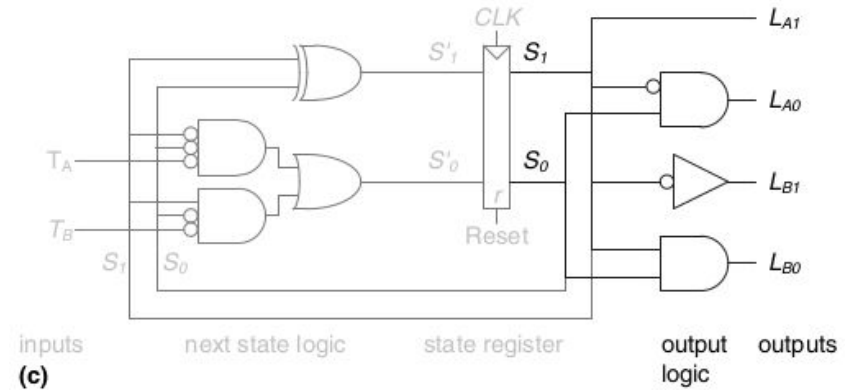 CLK
S'1
S1
LA1
LA0
TA
S'0
S0
LB1
TB
r
Reset
S1 S0
LB0
inputs next state logic state register output logic outputs
(c)